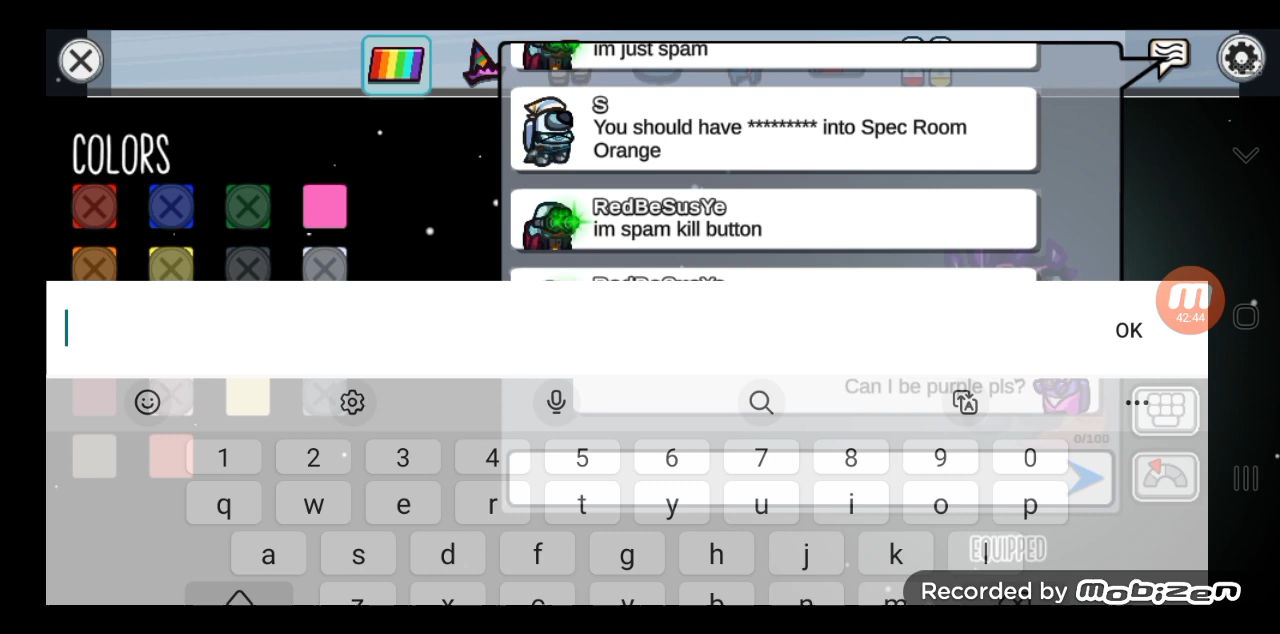 im just spam
S
You should have ********* into Spec Room
Orange
COLORS
RedBeSusYe
im spam kill button
RedBeSusYe
42:44
OK
Can I be purple pls?
0/100
1 2 3 4 5 6 7 8 9 0
q w e r t y u i o p
a s d f g h j k l
EQUIPPED
z x c v b n m
Recorded by mobizen